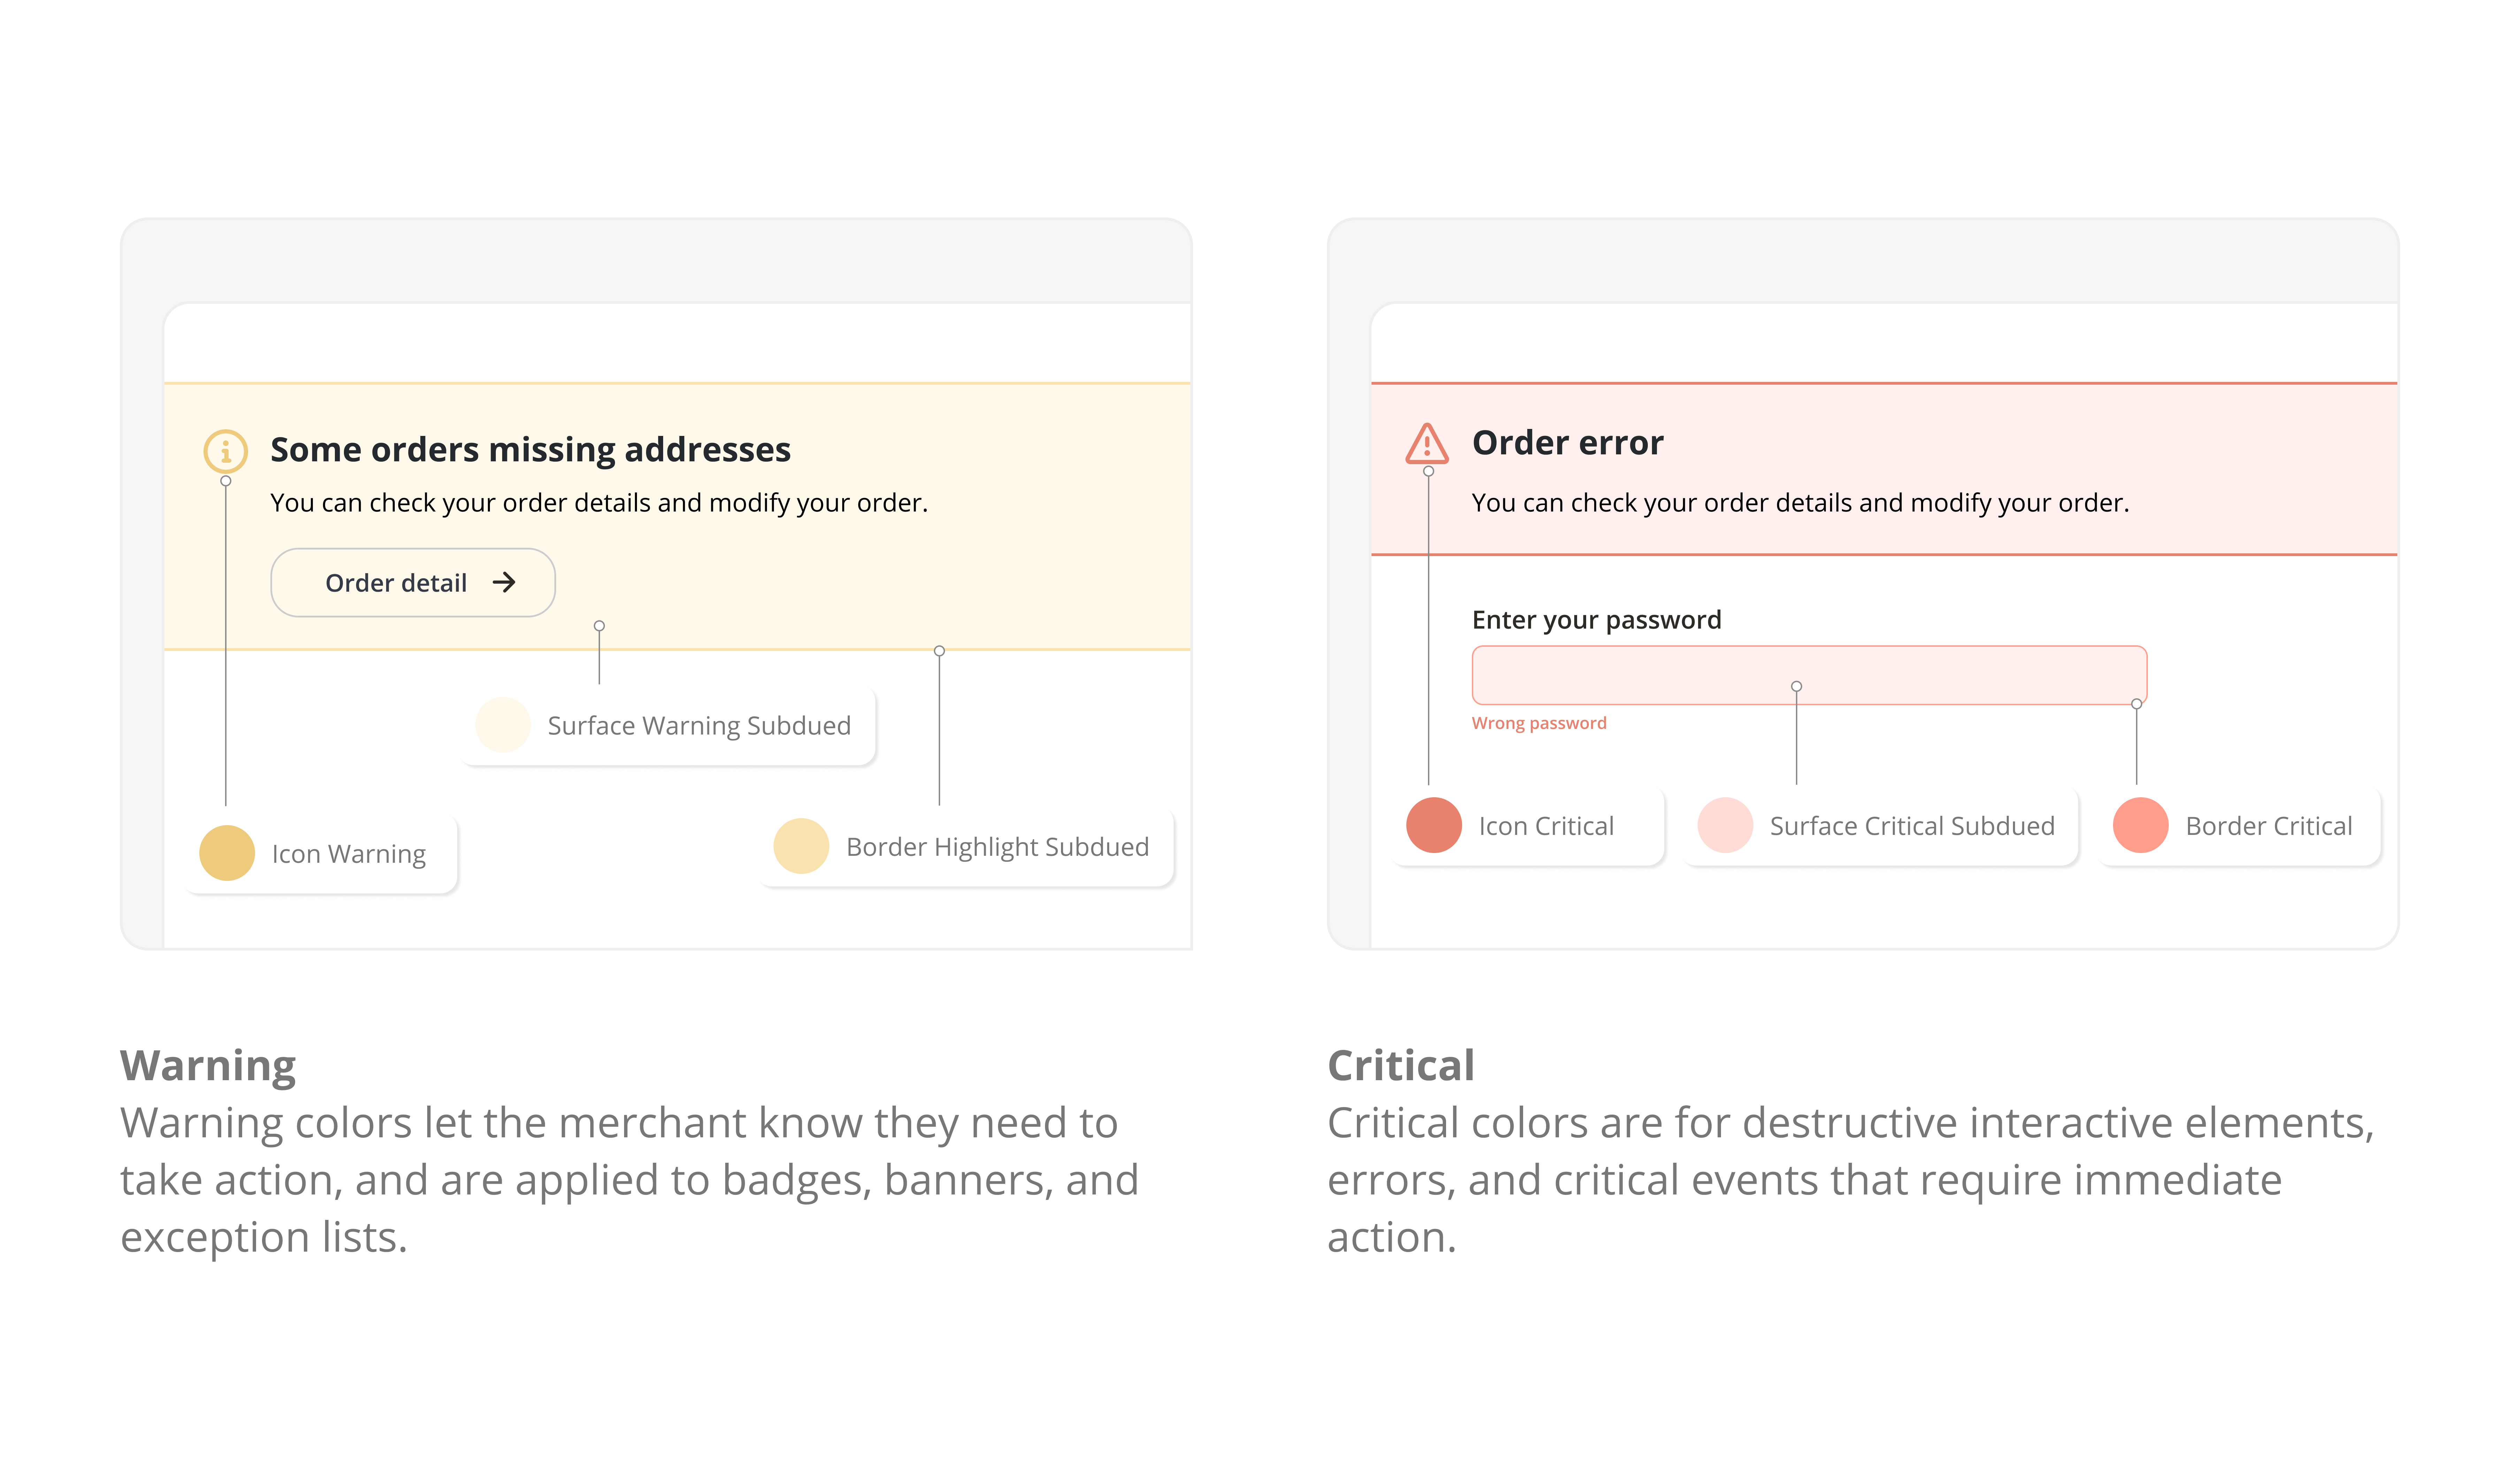 Some orders missing addresses
You can check your order details and modify your order.
Order detail
Surface Warning Subdued
Icon Warning
Border Highlight Subdued
Warning
Warning colors let the merchant know they need to
take action, and are applied to badges, banners, and
exception lists.
Order error
You can check your order details and modify your order.
Enter your password
Wrong password
Icon Critical
Surface Critical Subdued
Border Critical
Critical
Critical colors are for destructive interactive elements,
errors, and critical events that require immediate
action.